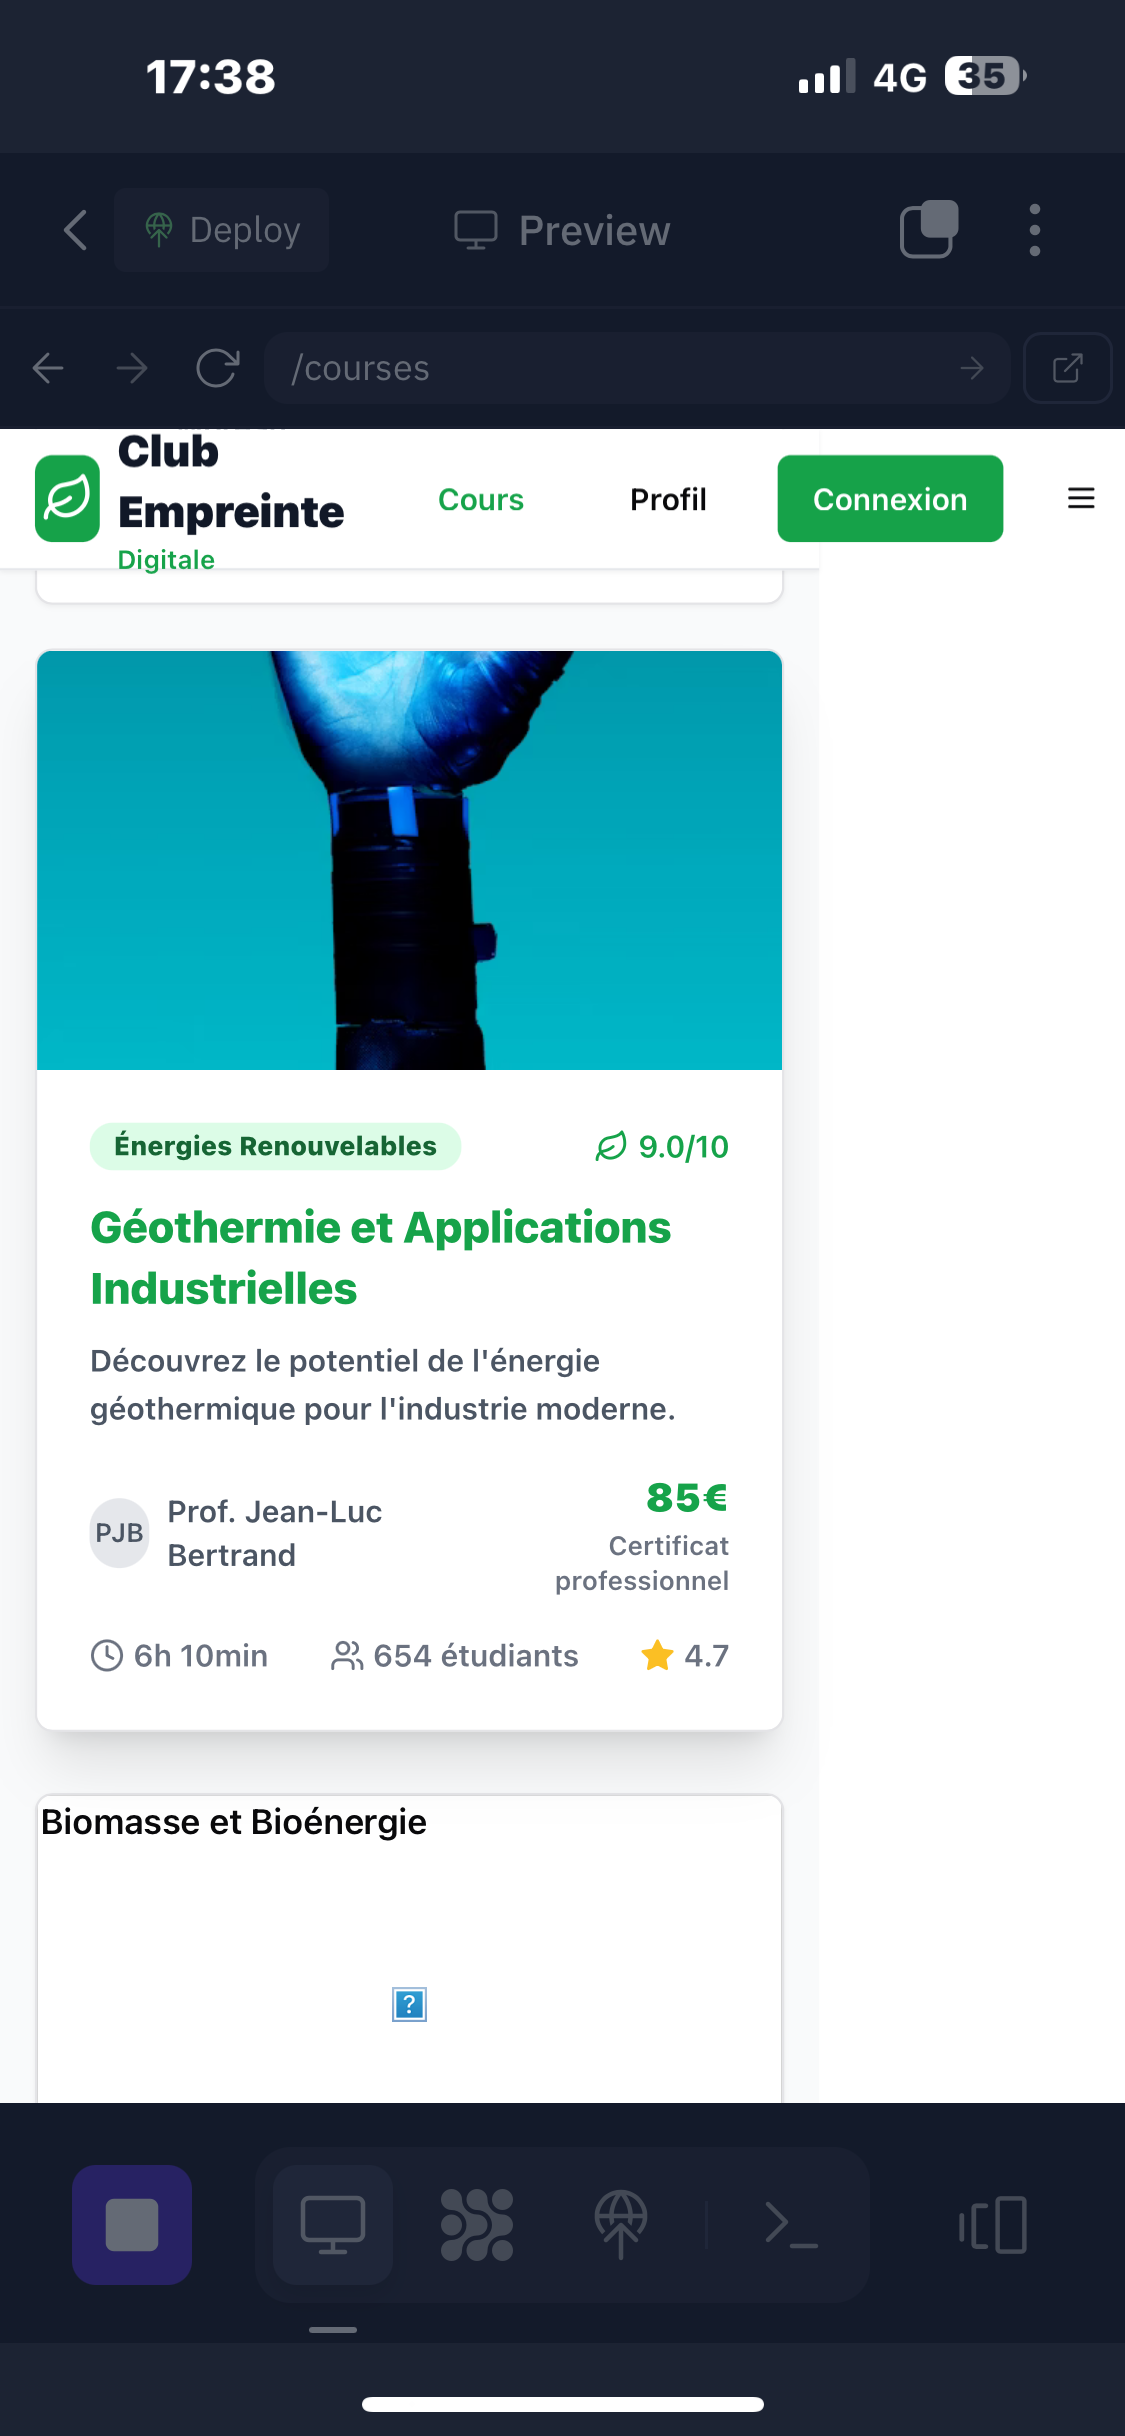 17:38
4G
35
Deploy
Preview
/courses
Club
Empreinte
Digitale
Cours
Profil
Connexion
Énergies Renouvelables
9.0/10
Géothermie et Applications
Industrielles
Découvrez le potentiel de l'énergie
géothermique pour l'industrie moderne.
PJB
Prof. Jean-Luc
Bertrand
85€
Certificat
professionnel
6h 10min
654 étudiants
4.7
Biomasse et Bioénergie
?